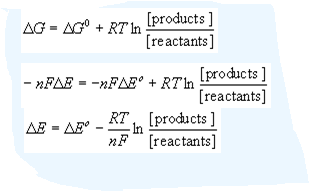 ΔG = ΔG⁰ + RT ln [products] / [reactants]
− nFΔE = −nFΔE° + RT ln [products] / [reactants]
ΔE = ΔE° − RT / nF ln [products] / [reactants]